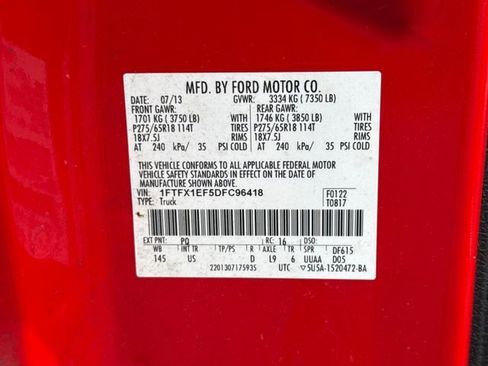 MFD. BY FORD MOTOR CO.
DATE: 07/13 GVWR: 3334 KG ( 7350 LB)
FRONT GAWR: REAR GAWR:
1701 KG ( 3750 LB) 1746 KG ( 3850 LB)
P275/65R18 114T TIRES P275/65R18 114T TIRES
18X7.5J RIMS 18X7.5J RIMS
AT 240 kPa/ 35 PSI COLD AT 240 kPa/ 35 PSI COLD
THIS VEHICLE CONFORMS TO ALL APPLICABLE FEDERAL MOTOR
VEHICLE SAFETY STANDARDS IN EFFECT ON THE DATE OF
MANUFACTURE SHOWN ABOVE.
VIN: 1FTFX1EF5DFC96418 F0122
TYPE: Truck T0817
EXT PNT: PQ RC: 16 DSO:
WB INT TR TP/PS R AXLE TR SPR DF615
145 US D L9 6 UUAA D05
2201307175935 UTC ▽5U5A-1520472-BA